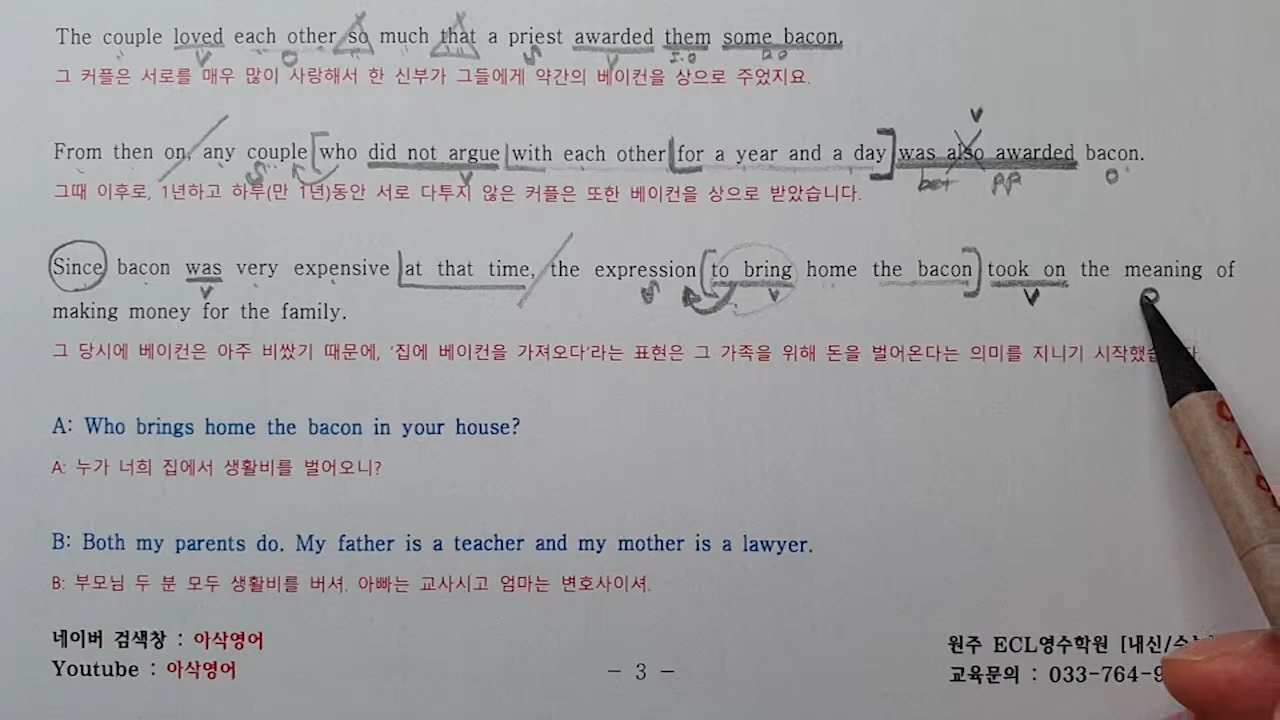 The couple loved each other so much that a priest awarded them some bacon.
V O S V I.O D.O
그 커플은 서로를 매우 많이 사랑해서 한 신부가 그들에게 약간의 베이컨을 상으로 주었지요.
V
From then on, any couple who did not argue with each other for a year and a day was also awarded bacon.
S V be동 PP O
그때 이후로, 1년하고 하루(만 1년)동안 서로 다투지 않은 커플은 또한 베이컨을 상으로 받았습니다.
Since bacon was very expensive at that time, the expression to bring home the bacon took on the meaning of
V S V V O
making money for the family.
그 당시에 베이컨은 아주 비쌌기 때문에, '집에 베이컨을 가져오다'라는 표현은 그 가족을 위해 돈을 벌어온다는 의미를 지니기 시작했습
A: Who brings home the bacon in your house?
A: 누가 너희 집에서 생활비를 벌어오니?
B: Both my parents do. My father is a teacher and my mother is a lawyer.
B: 부모님 두 분 모두 생활비를 버셔. 아빠는 교사시고 엄마는 변호사이셔.
네이버 검색창 : 아삭영어
원주 ECL영수학원 [내신/수
Youtube : 아삭영어
- 3 -
교육문의 : 033-764-9